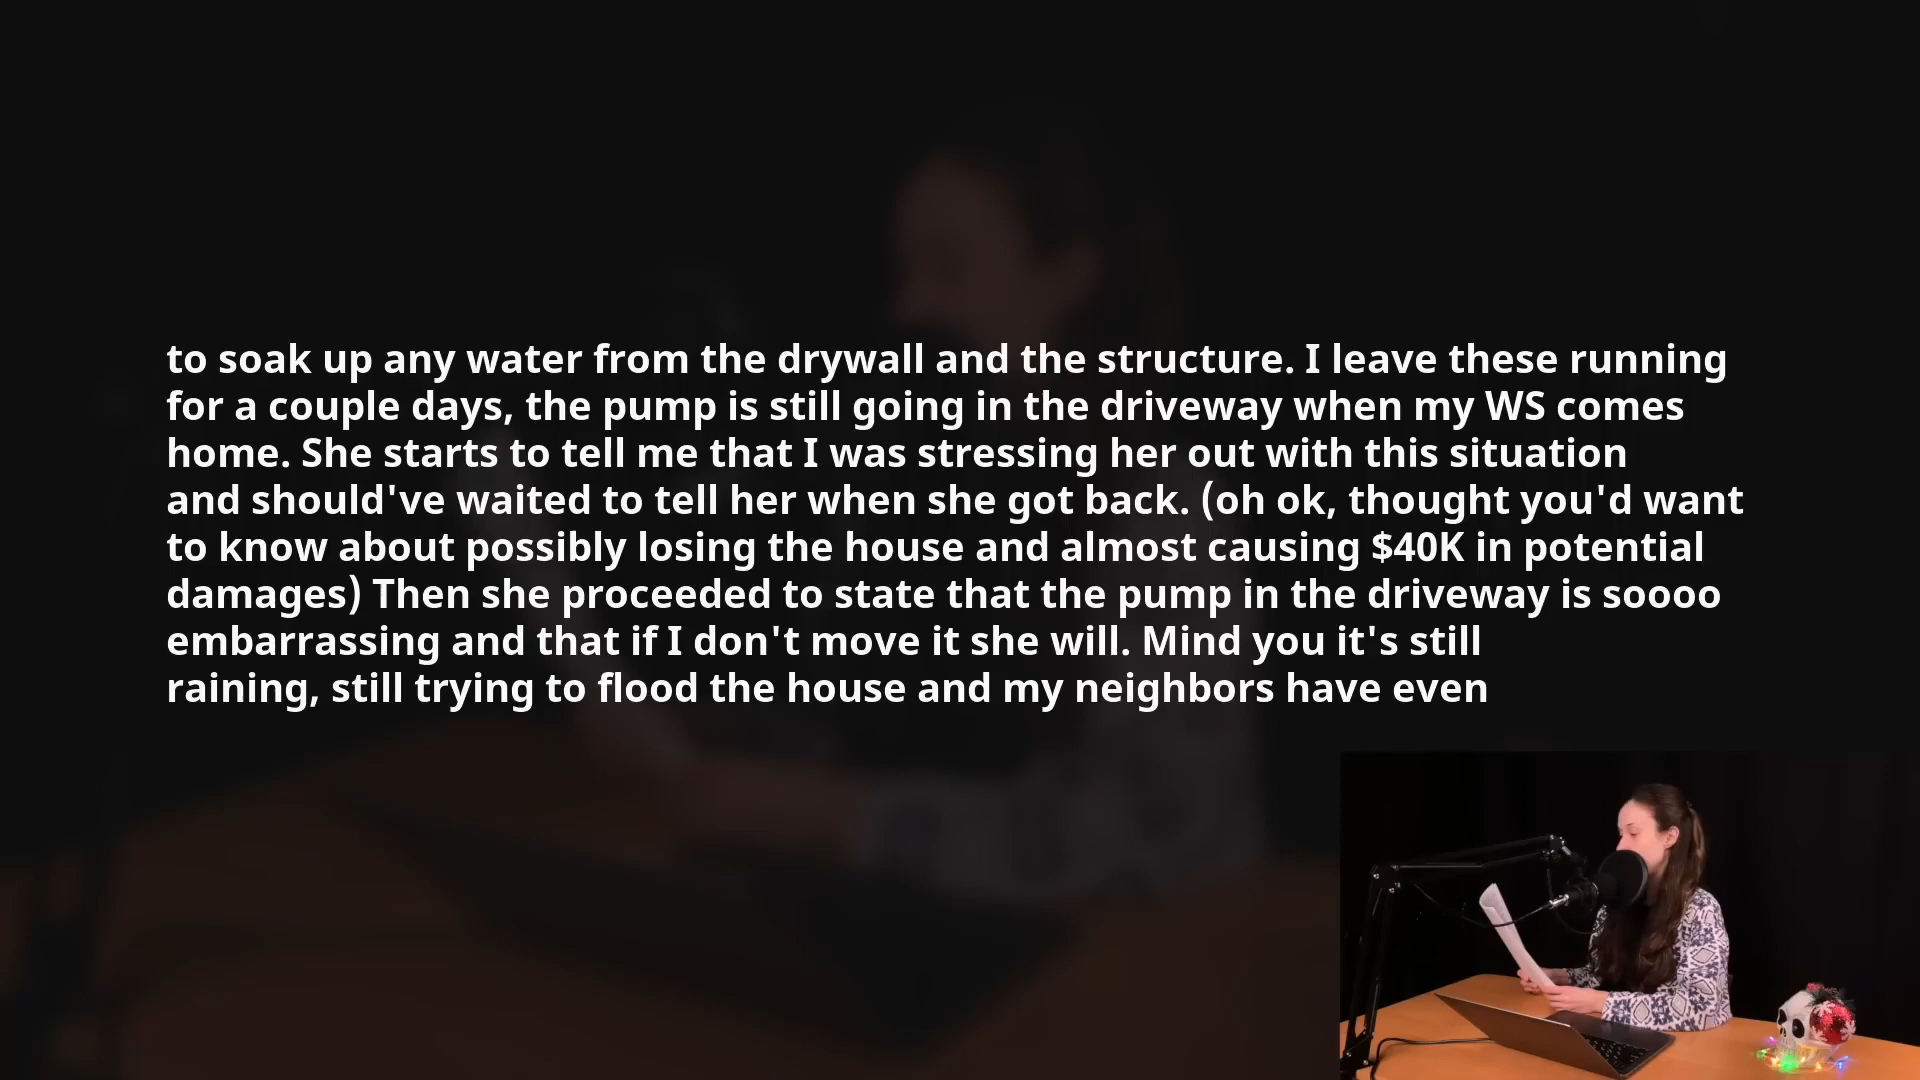 to soak up any water from the drywall and the structure. I leave these running
for a couple days, the pump is still going in the driveway when my WS comes
home. She starts to tell me that I was stressing her out with this situation
and should've waited to tell her when she got back. (oh ok, thought you'd want
to know about possibly losing the house and almost causing $40K in potential
damages) Then she proceeded to state that the pump in the driveway is soooo
embarrassing and that if I don't move it she will. Mind you it's still
raining, still trying to flood the house and my neighbors have even